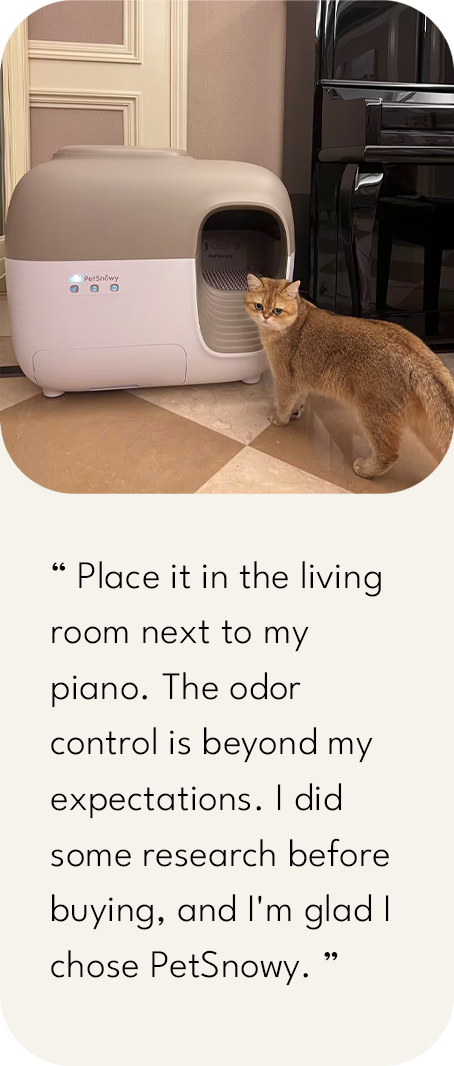 PetSnowy
PetSnowy
“ Place it in the living
room next to my
piano. The odor
control is beyond my
expectations. I did
some research before
buying, and I'm glad I
chose PetSnowy. ”